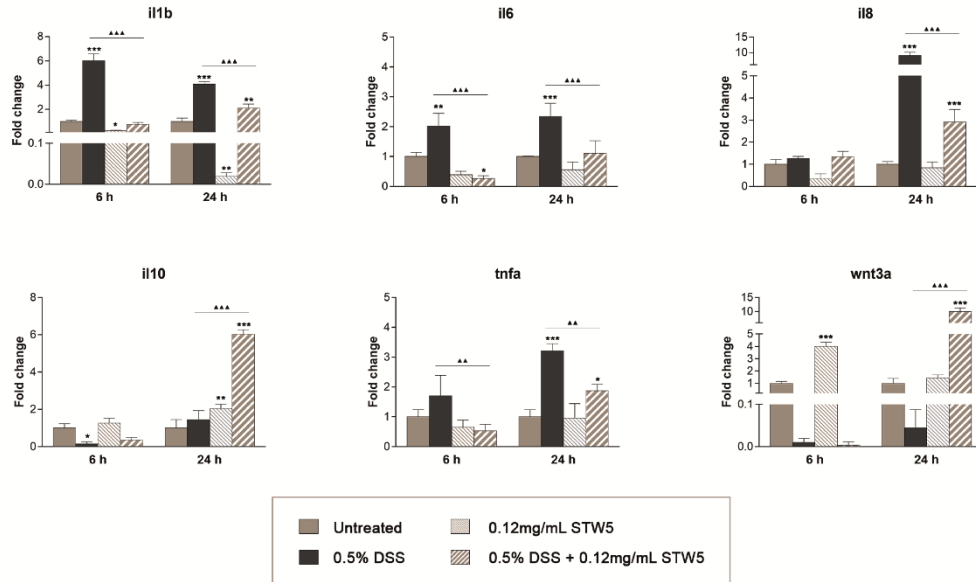 il1b
il6
il8
Fold change
8
6
4
2
0.1
0.0
***
▲▲▲
*
***
▲▲▲
**
**
6 h
24 h
Fold change
5
4
3
2
1
0
**
▲▲▲
*
***
▲▲▲
6 h
24 h
Fold change
15
10
5
5
4
3
2
1
0
***
▲▲▲
***
6 h
24 h
il10
tnfa
wnt3a
Fold change
8
6
4
2
0
*
▲▲▲
**
***
6 h
24 h
Fold change
5
4
3
2
1
0
▲▲
***
▲▲
*
6 h
24 h
Fold change
15
10
5
4
3
2
1
0.1
0.0
***
▲▲▲
***
6 h
24 h
Untreated
0.12mg/mL STW5
0.5% DSS
0.5% DSS + 0.12mg/mL STW5